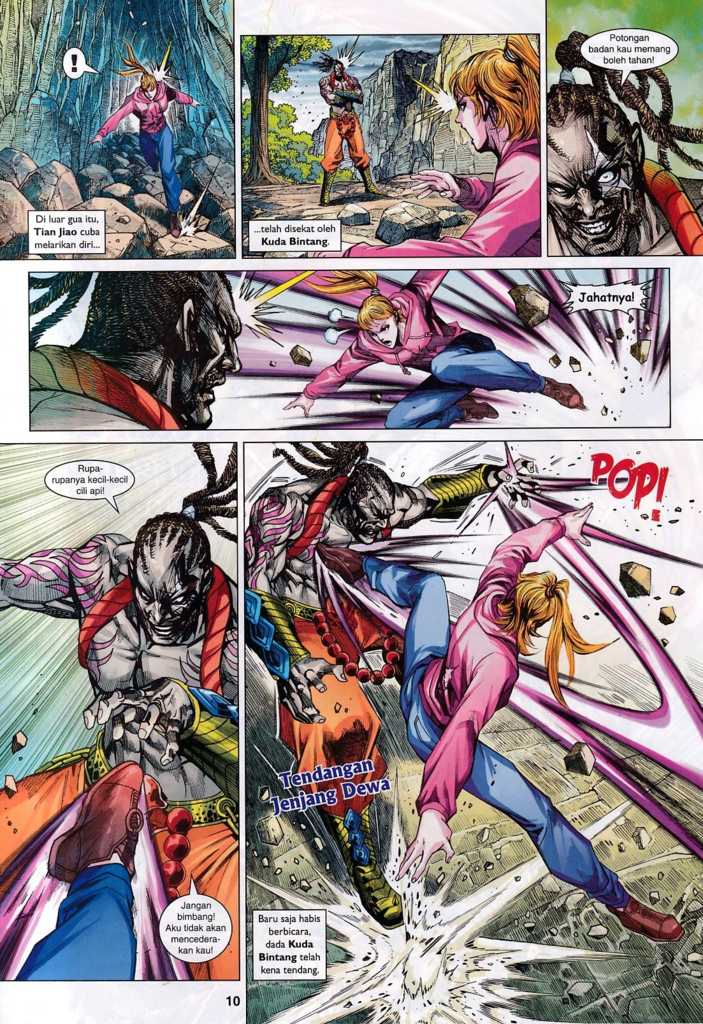 !
Di luar gua itu,
Tian Jiao cuba
melarikan diri...
...telah disekat oleh
Kuda Bintang.
Potongan
badan kau memang
boleh tahan!
Jahatnya!
Rupa-
rupanya kecil-kecil
cili api!
Jangan
bimbang!
Aku tidak akan
mencedera-
kan kau!
POP!
Tendangan
Jenjang Dewa
Baru saja habis
berbicara,
dada Kuda
Bintang telah
kena tendang.
10